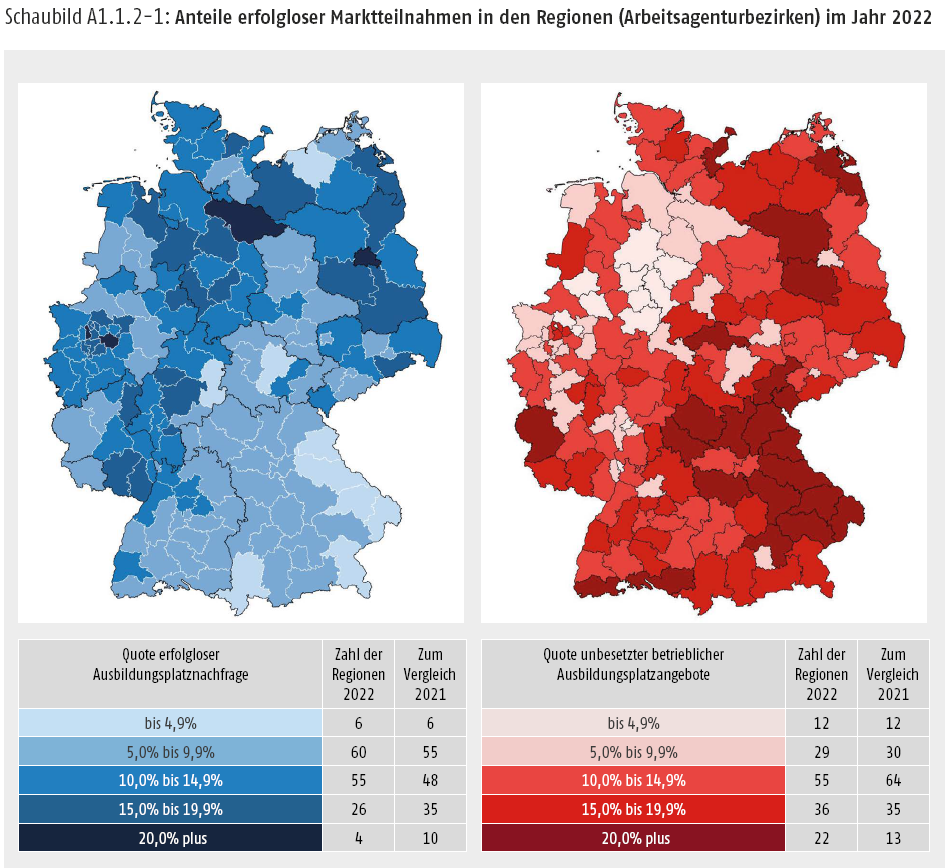 Schaubild A1.1.2-1: Anteile erfolgloser Marktteilnahmen in den Regionen (Arbeitsagenturbezirken) im Jahr 2022
Quote erfolgloser
Ausbildungsplatznachfrage
Zahl der
Regionen
2022
Zum
Vergleich
2021
bis 4,9% 6 6
5,0% bis 9,9% 60 55
10,0% bis 14,9% 55 48
15,0% bis 19,9% 26 35
20,0% plus 4 10
Quote unbesetzter betrieblicher
Ausbildungsplatzangebote
Zahl der
Regionen
2022
Zum
Vergleich
2021
bis 4,9% 12 12
5,0% bis 9,9% 29 30
10,0% bis 14,9% 55 64
15,0% bis 19,9% 36 35
20,0% plus 22 13